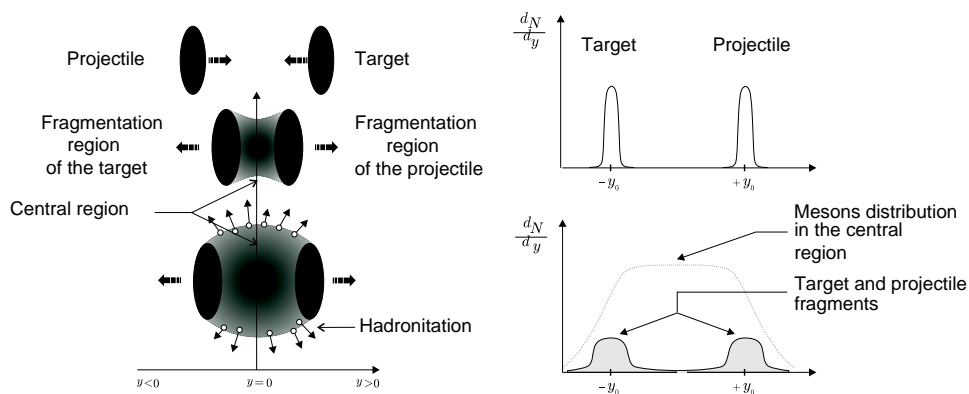 Projectile
Target
Fragmentation
region
of the target
Fragmentation
region
of the projectile
Central region
Hadronitation
y<0
y=0
y>0
dN
dy
Target
Projectile
−y₀
+y₀
dN
dy
Mesons distribution
in the central
region
Target and projectile
fragments
−y₀
+y₀